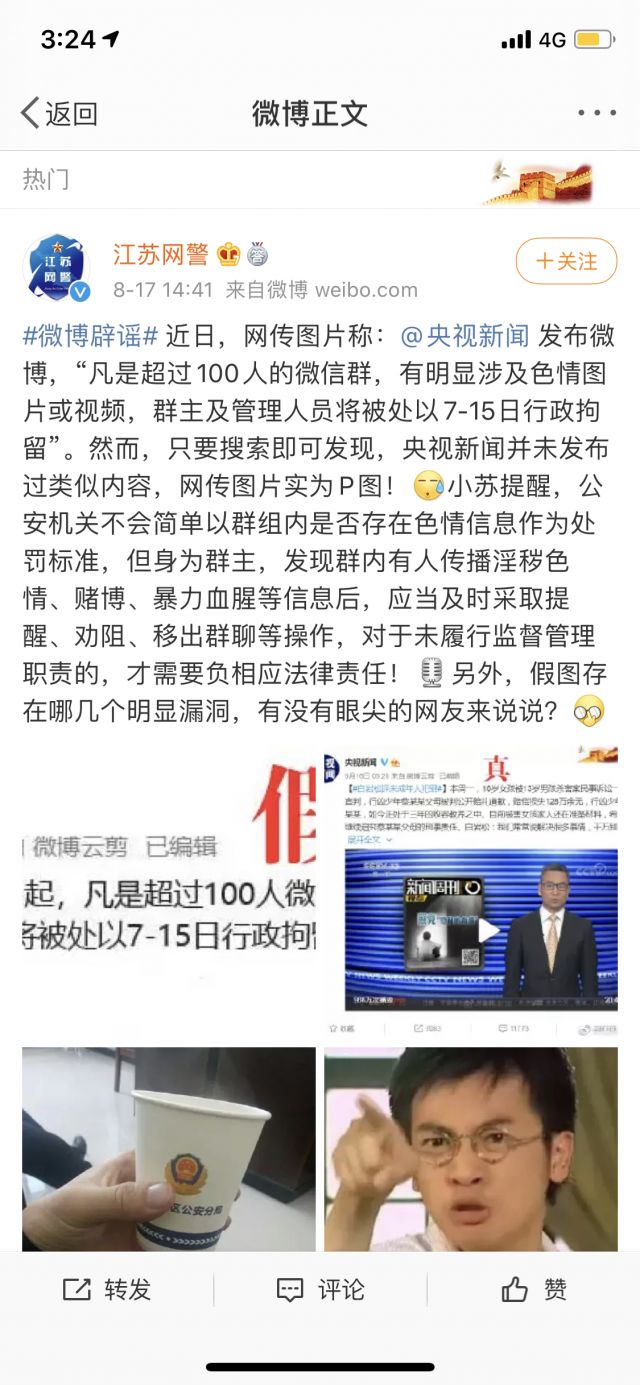 3:24
4G
返回
微博正文
热门
江苏网警
江苏网警
+关注
8-17 14:41 来自微博 weibo.com
#微博辟谣# 近日，网传图片称：@央视新闻 发布微
博，“凡是超过100人的微信群，有明显涉及色情图
片或视频，群主及管理人员将被处以7-15日行政拘
留”。然而，只要搜索即可发现，央视新闻并未发布
过类似内容，网传图片实为P图！小苏提醒，公
安机关不会简单以群组内是否存在色情信息作为处
罚标准，但身为群主，发现群内有人传播淫秽色
情、赌博、暴力血腥等信息后，应当及时采取提
醒、劝阻、移出群聊等操作，对于未履行监督管理
职责的，才需要负相应法律责任！另外，假图存
在哪几个明显漏洞，有没有眼尖的网友来说说？
假
微博云剪 已编辑
起，凡是超过100人微
将被处以7-15日行政拘
央视新闻
真
展开全文
新闻周刊
收藏
区公安分局
转发
评论
赞